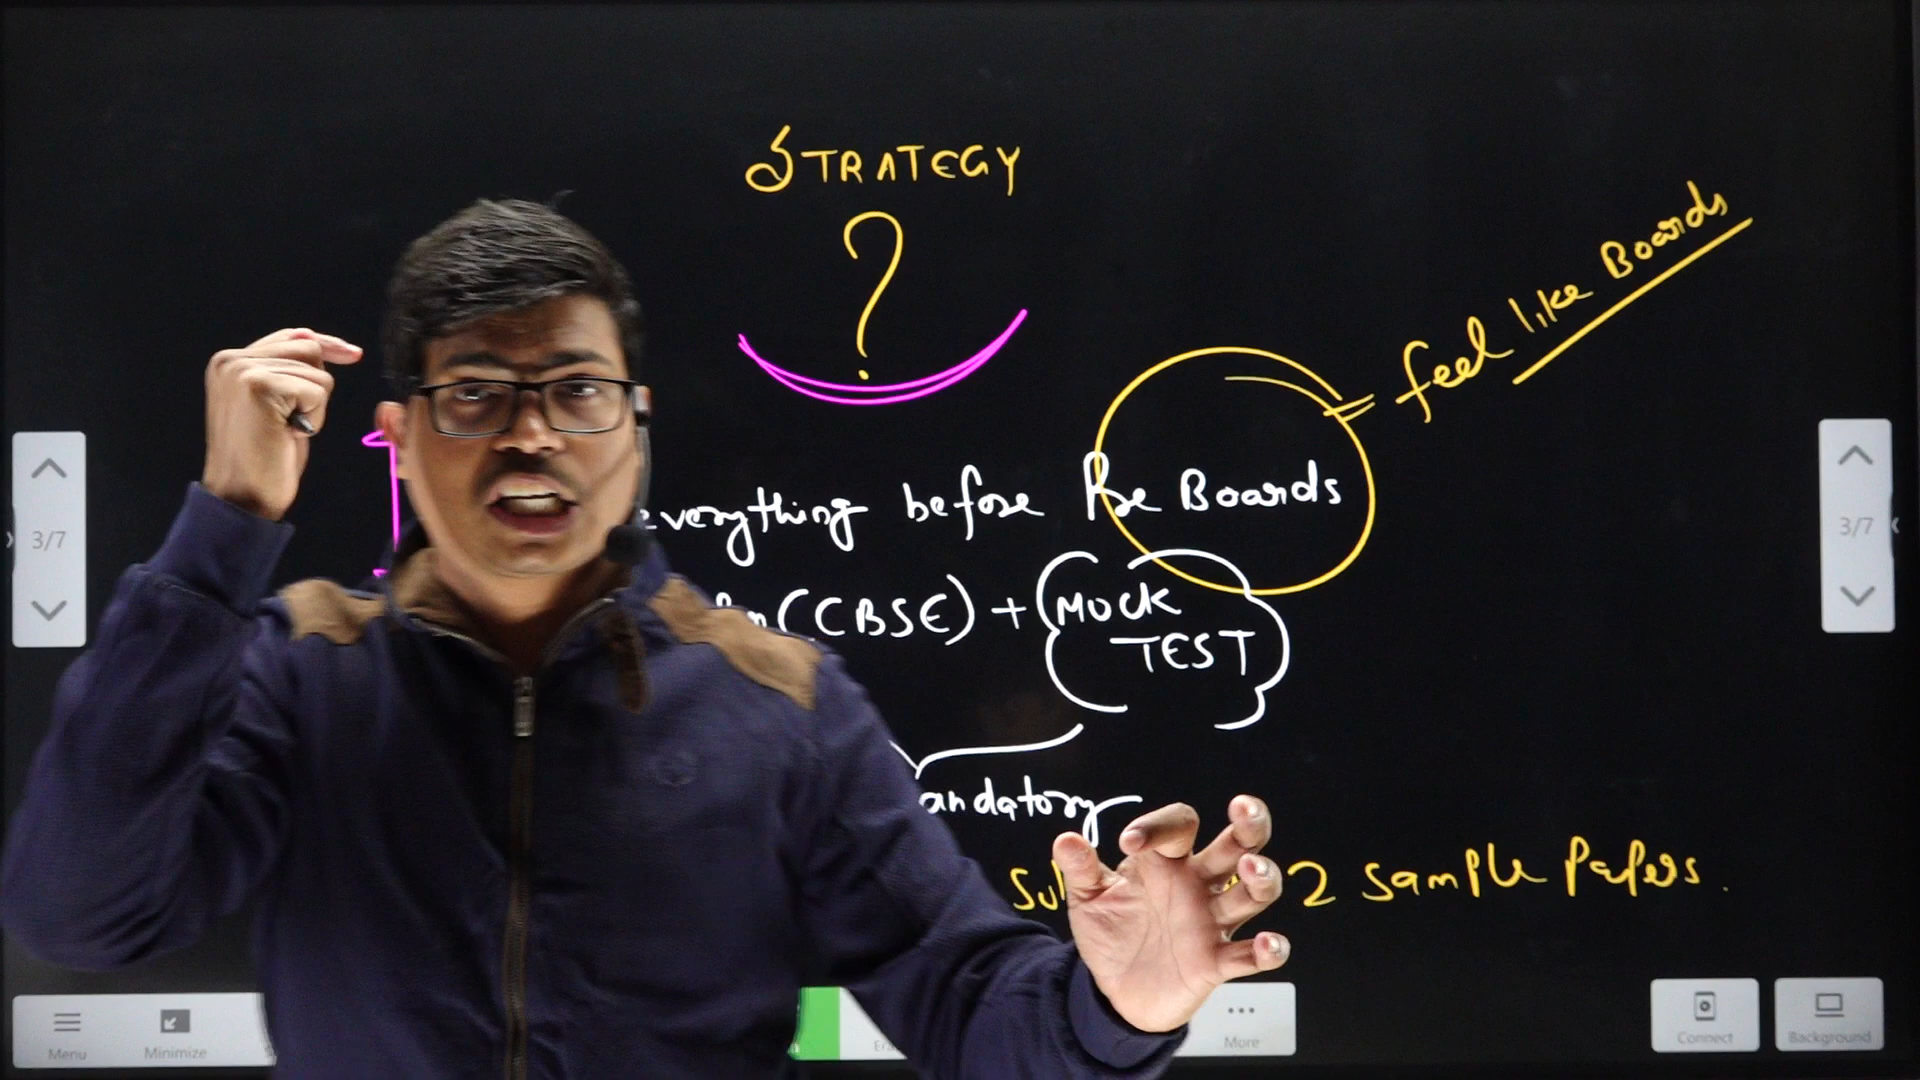 STRATEGY
?
feel like Boards
everything before Pre Boards
(CBSE) + (MOCK
TEST)
andatory
2 sample papers.
3/7
3/7
Menu
Minimize
More
Connect
Background